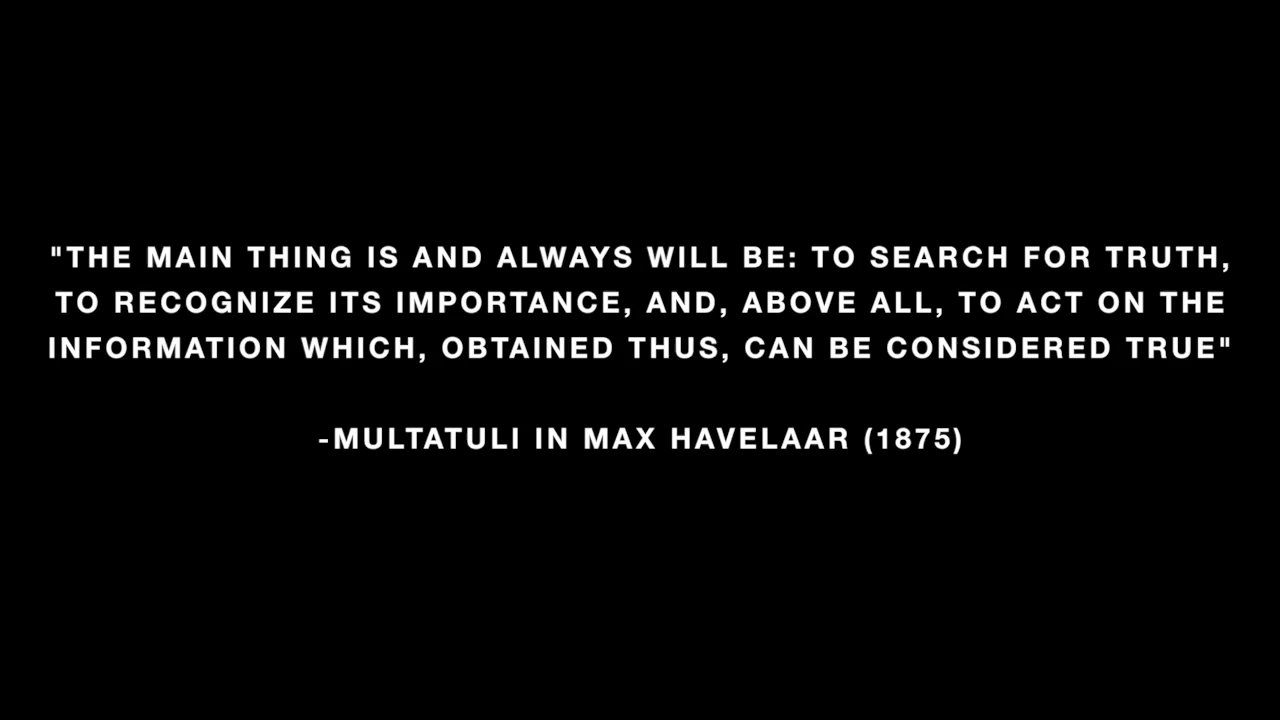 "THE MAIN THING IS AND ALWAYS WILL BE: TO SEARCH FOR TRUTH,
TO RECOGNIZE ITS IMPORTANCE, AND, ABOVE ALL, TO ACT ON THE
INFORMATION WHICH, OBTAINED THUS, CAN BE CONSIDERED TRUE"
-MULTATULI IN MAX HAVELAAR (1875)